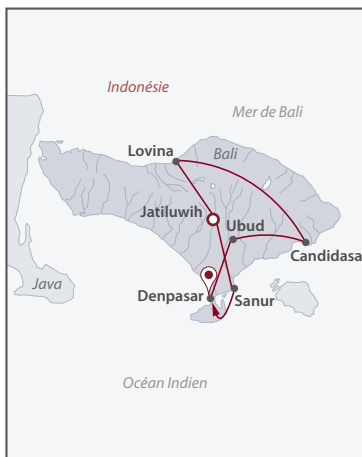 Indonésie
Mer de Bali
Lovina
Bali
Jatiluwih
Ubud
Candidasa
Java
Denpasar
Sanur
Océan Indien